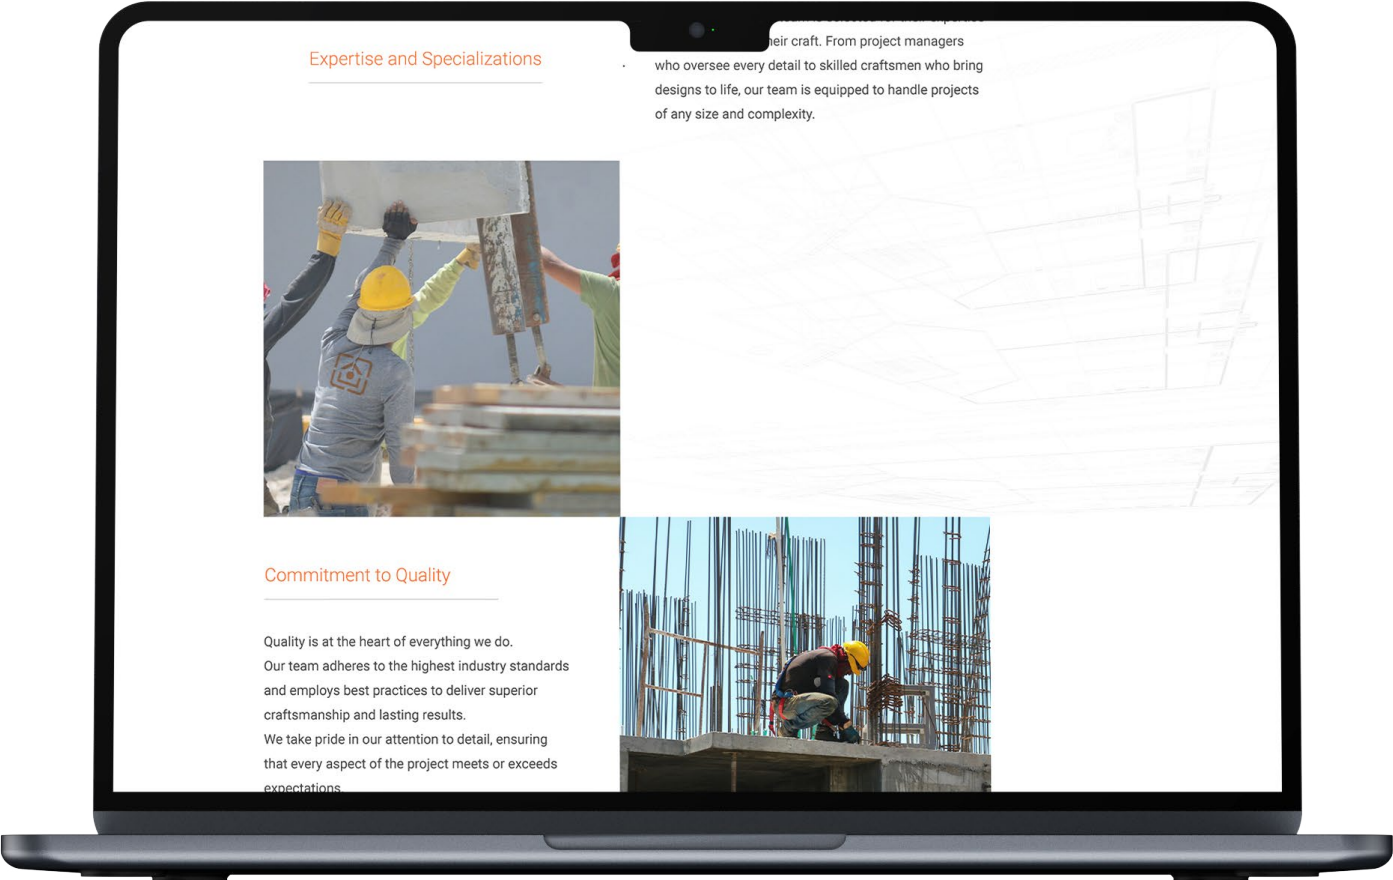 Expertise and Specializations
heir craft. From project managers
who oversee every detail to skilled craftsmen who bring
designs to life, our team is equipped to handle projects
of any size and complexity.
Commitment to Quality
Quality is at the heart of everything we do.
Our team adheres to the highest industry standards
and employs best practices to deliver superior
craftsmanship and lasting results.
We take pride in our attention to detail, ensuring
that every aspect of the project meets or exceeds
expectations.